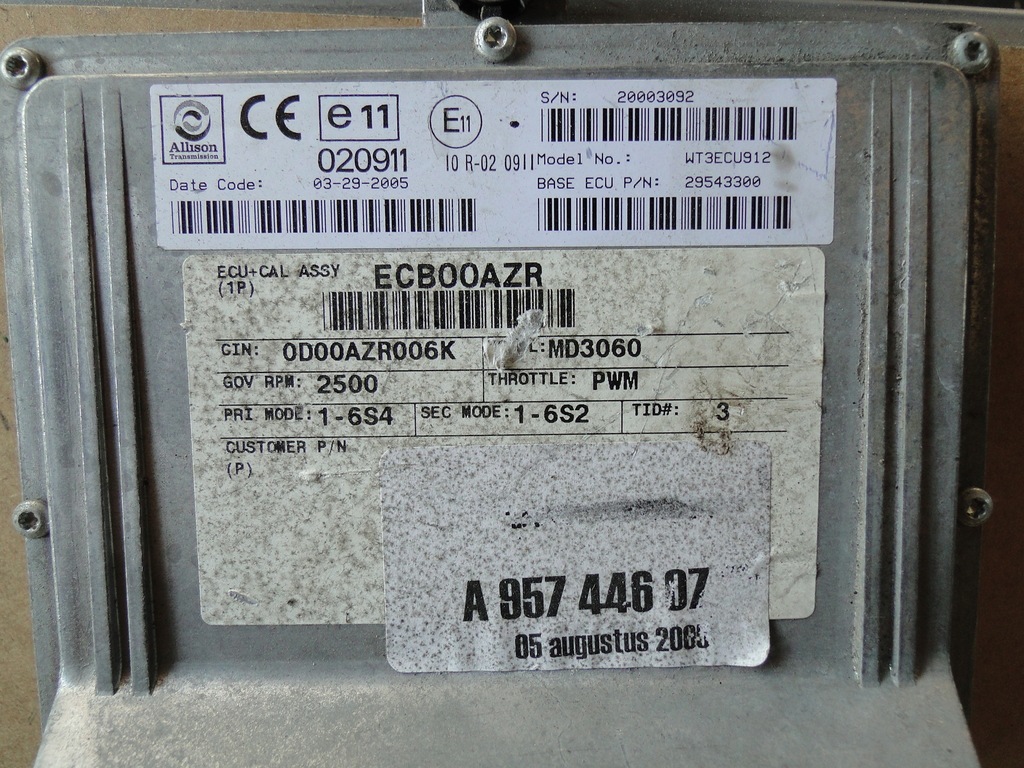 Allison
Transmission
CE e11 E11
S/N: 20003092
020911 10 R-02 0911
Model No.: WT3ECU912
Date Code: 03-29-2005
BASE ECU P/N: 29543300
ECU+CAL ASSY ECB00AZR
(1P)
CIN: 0D00AZR006K MD3060
GOV RPM: 2500 THROTTLE: PWM
PRI MODE: 1-6S4 SEC MODE: 1-6S2 TID#: 3
CUSTOMER P/N
(P)
A 957 446 07
05 augustus